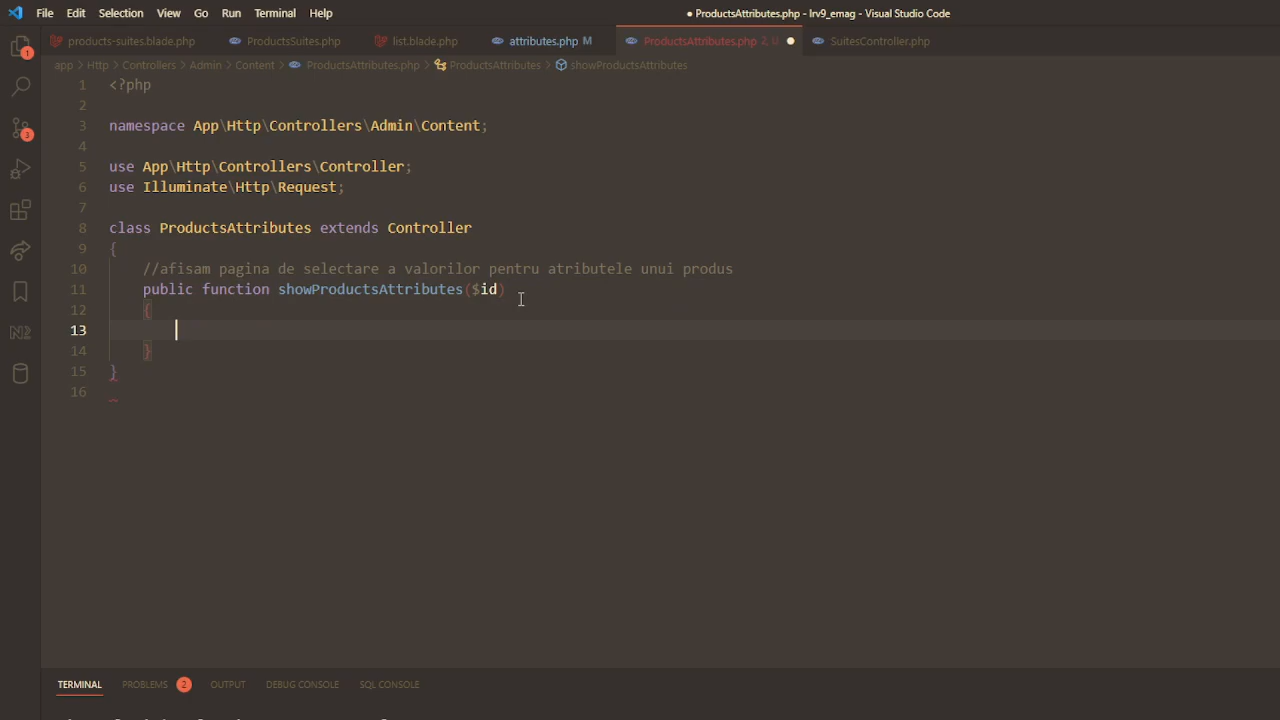 File Edit Selection View Go Run Terminal Help
● ProductsAttributes.php - lrv9_emag - Visual Studio Code
products-suites.blade.php ProductsSuites.php list.blade.php attributes.php M ProductsAttributes.php 2, U SuitesController.php
app > Http > Controllers > Admin > Content > ProductsAttributes.php > ProductsAttributes > showProductsAttributes
1 <?php
2
3 namespace App\Http\Controllers\Admin\Content;
4
5 use App\Http\Controllers\Controller;
6 use Illuminate\Http\Request;
7
8 class ProductsAttributes extends Controller
9 {
10 //afisam pagina de selectare a valorilor pentru atributele unui produs
11 public function showProductsAttributes($id)
12 {
13
14 }
15 }
16
1
3
N2
TERMINAL PROBLEMS 2 OUTPUT DEBUG CONSOLE SQL CONSOLE